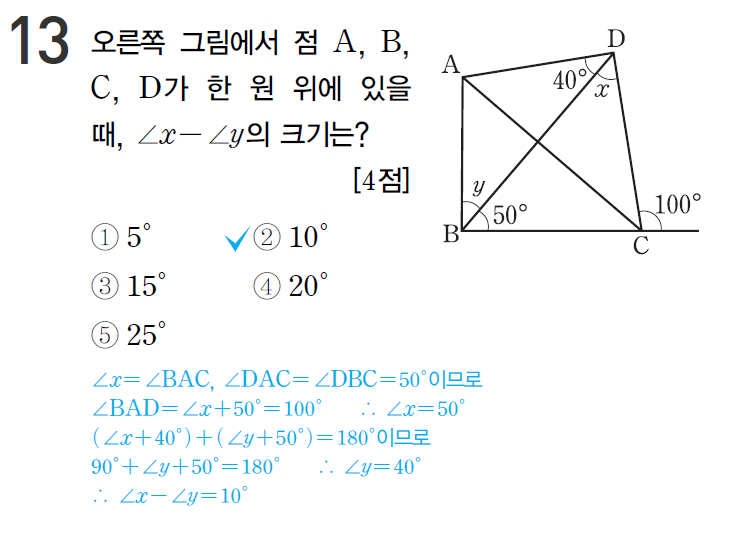 13 오른쪽 그림에서 점 A, B,
C, D가 한 원 위에 있을
때, ∠x−∠y의 크기는?
[4점]
① 5° ② 10°
③ 15° ④ 20°
⑤ 25°
A
D
40°
x
y
50°
100°
B
C
∠x=∠BAC, ∠DAC=∠DBC=50°이므로
∠BAD=∠x+50°=100° ∴ ∠x=50°
(∠x+40°)+(∠y+50°)=180°이므로
90°+∠y+50°=180° ∴ ∠y=40°
∴ ∠x−∠y=10°